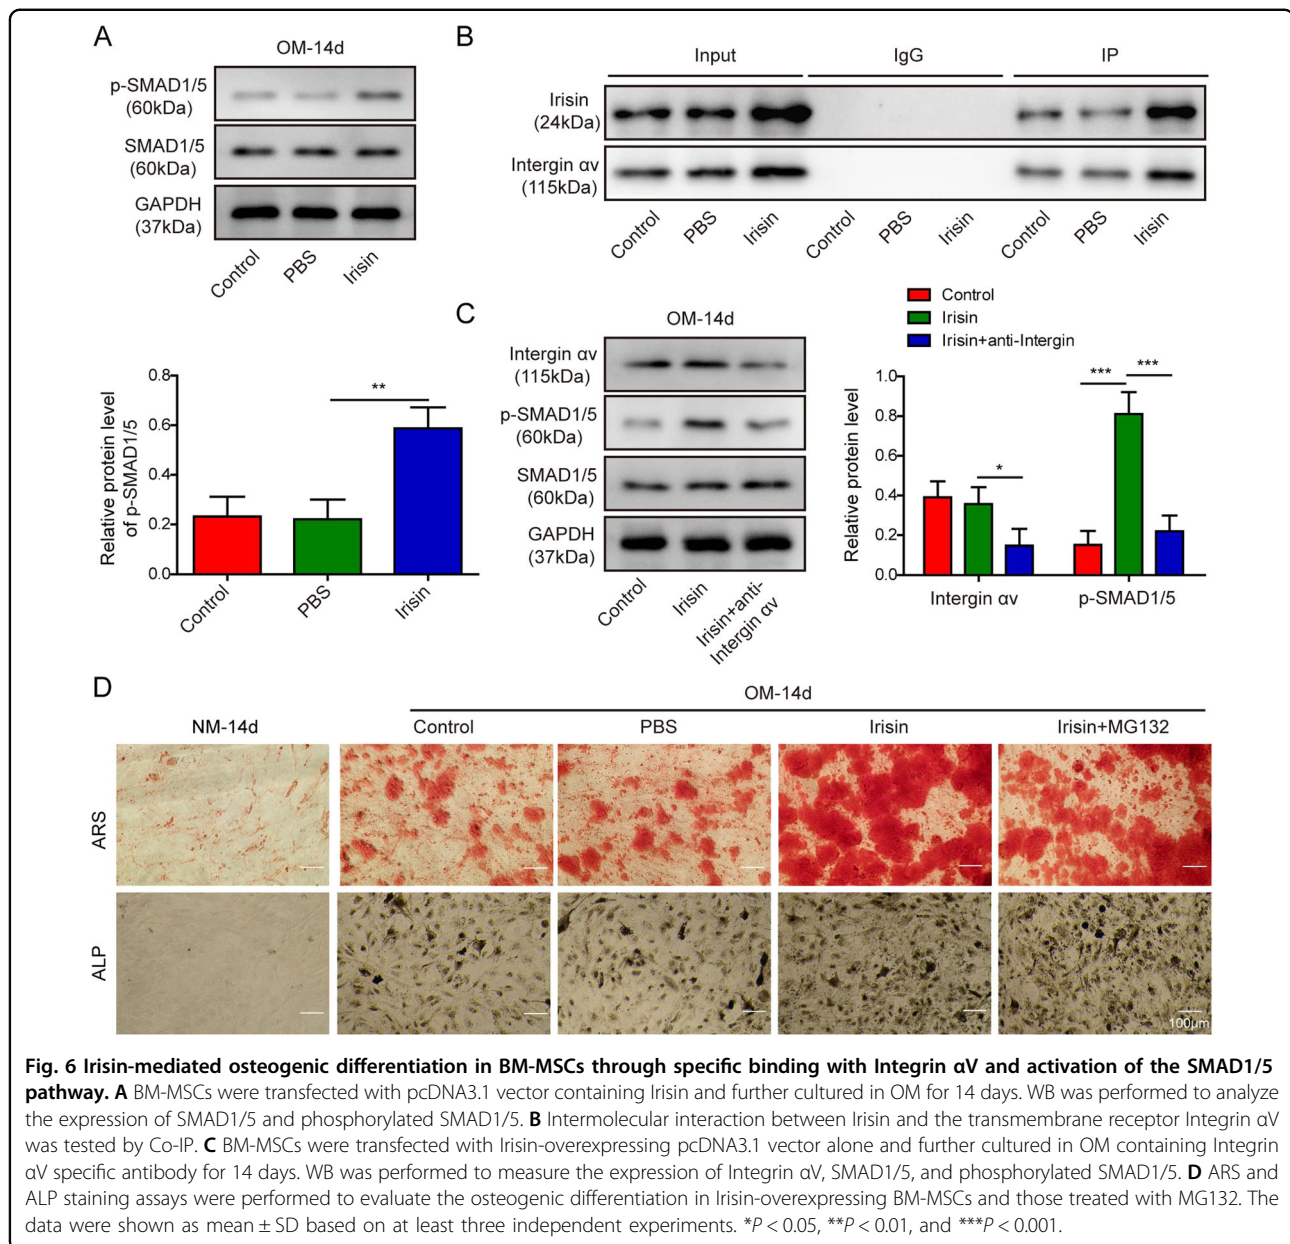 A
OM-14d
p-SMAD1/5
(60kDa)
SMAD1/5
(60kDa)
GAPDH
(37kDa)
Control
PBS
Irisin
B
Input
IgG
IP
Irisin
(24kDa)
Intergin αv
(115kDa)
Control
PBS
Irisin
Control
PBS
Irisin
Control
PBS
Irisin
Relative protein level
of p-SMAD1/5
0.8
0.6
0.4
0.2
0.0
**
Control
PBS
Irisin
C
OM-14d
Intergin αv
(115kDa)
p-SMAD1/5
(60kDa)
SMAD1/5
(60kDa)
GAPDH
(37kDa)
Control
Irisin
Irisin+anti-
Intergin αv
Control
Irisin
Irisin+anti-Intergin
Relative protein level
1.0
0.8
0.6
0.4
0.2
0.0
*
***
***
Intergin αv
p-SMAD1/5
D
OM-14d
NM-14d
Control
PBS
Irisin
Irisin+MG132
ARS
ALP
100μm
Fig. 6 Irisin-mediated osteogenic differentiation in BM-MSCs through specific binding with Integrin αV and activation of the SMAD1/5
pathway. A BM-MSCs were transfected with pcDNA3.1 vector containing Irisin and further cultured in OM for 14 days. WB was performed to analyze
the expression of SMAD1/5 and phosphorylated SMAD1/5. B Intermolecular interaction between Irisin and the transmembrane receptor Integrin αV
was tested by Co-IP. C BM-MSCs were transfected with Irisin-overexpressing pcDNA3.1 vector alone and further cultured in OM containing Integrin
αV specific antibody for 14 days. WB was performed to measure the expression of Integrin αV, SMAD1/5, and phosphorylated SMAD1/5. D ARS and
ALP staining assays were performed to evaluate the osteogenic differentiation in Irisin-overexpressing BM-MSCs and those treated with MG132. The
data were shown as mean ± SD based on at least three independent experiments. *P < 0.05, **P < 0.01, and ***P < 0.001.